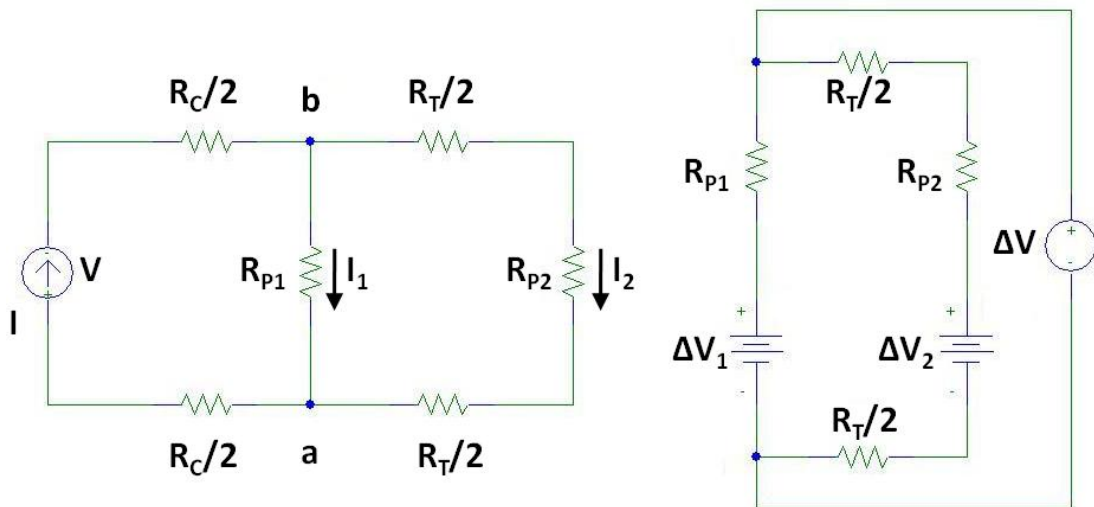 R_C/2 b R_T/2
V R_P1 I_1 R_P2 I_2
I
R_C/2 a R_T/2
R_T/2
R_P1 R_P2
ΔV
ΔV_1 ΔV_2
R_T/2